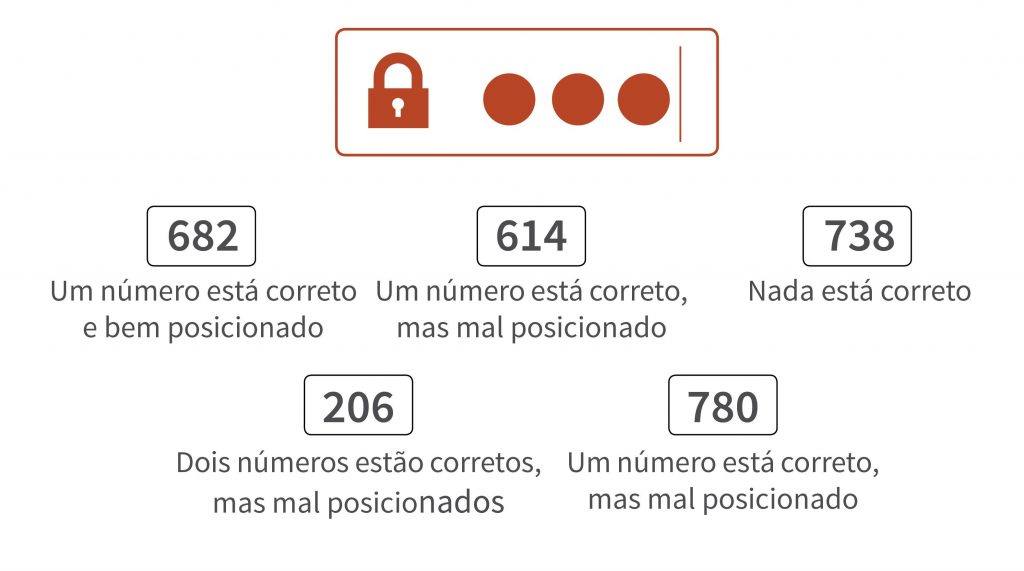 682
Um número está correto
e bem posicionado
614
Um número está correto,
mas mal posicionado
738
Nada está correto
206
Dois números estão corretos,
mas mal posicionados
780
Um número está correto,
mas mal posicionado